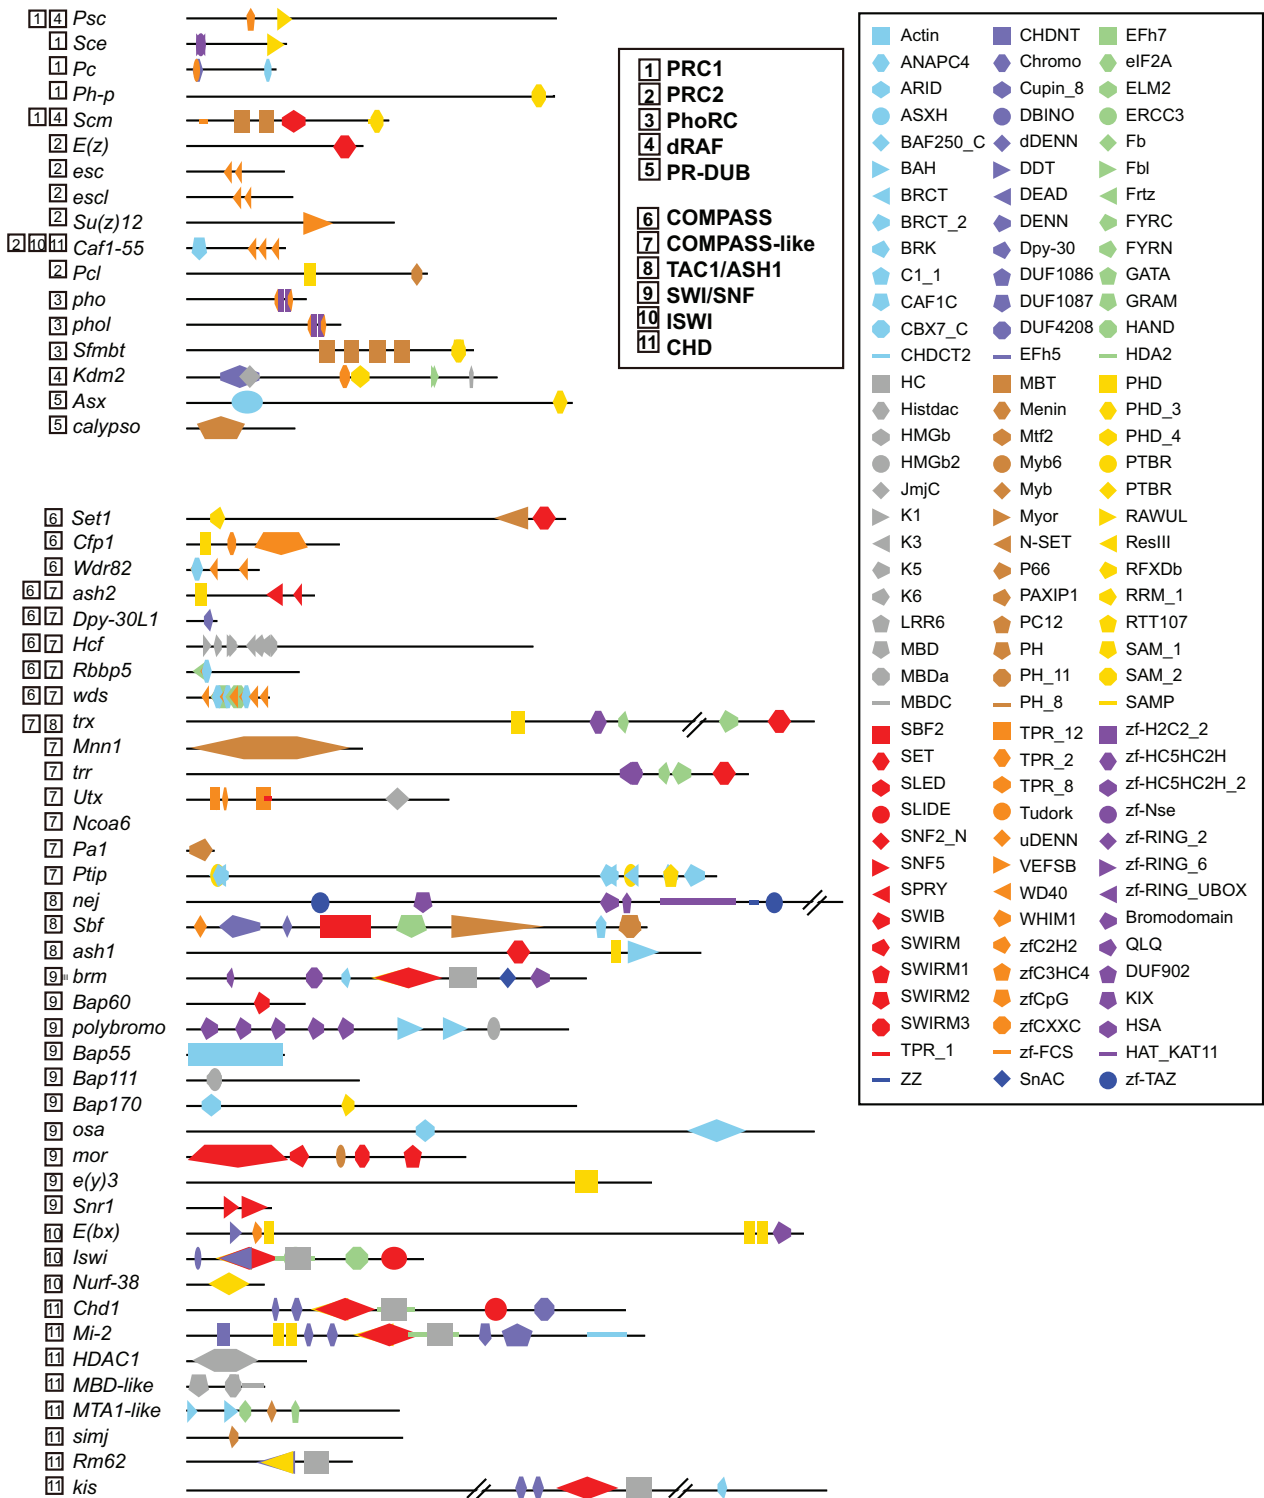 1 4 Psc
1 Sce
1 Pc
1 Ph-p
1 4 Scm
2 E(z)
2 esc
2 escl
2 Su(z)12
2 10 11 Caf1-55
2 Pcl
3 pho
3 phol
3 Sfmbt
4 Kdm2
5 Asx
5 calypso
6 Set1
6 Cfp1
6 Wdr82
6 7 ash2
6 7 Dpy-30L1
6 7 Hcf
6 7 Rbbp5
6 7 wds
7 8 trx
7 Mnn1
7 trr
7 Utx
7 Ncoa6
7 Pa1
7 Ptip
8 nej
8 Sbf
8 ash1
9 brm
9 Bap60
9 polybromo
9 Bap55
9 Bap111
9 Bap170
9 osa
9 mor
9 e(y)3
9 Snr1
10 E(bx)
10 Iswi
10 Nurf-38
11 Chd1
11 Mi-2
11 HDAC1
11 MBD-like
11 MTA1-like
11 simj
11 Rm62
11 kis
1 PRC1
2 PRC2
3 PhoRC
4 dRAF
5 PR-DUB
6 COMPASS
7 COMPASS-like
8 TAC1/ASH1
9 SWI/SNF
10 ISWI
11 CHD
Actin CHDNT EFh7
ANAPC4 Chromo eIF2A
ARID Cupin_8 ELM2
ASXH DBINO ERCC3
BAF250_C dDENN Fb
BAH DDT Fbl
BRCT DEAD Frtz
BRCT_2 DENN FYRC
BRK Dpy-30 FYRN
C1_1 DUF1086 GATA
CAF1C DUF1087 GRAM
CBX7_C DUF4208 HAND
CHDCT2 EFh5 HDA2
HC MBT PHD
Histdac Menin PHD_3
HMGb Mtf2 PHD_4
HMGb2 Myb6 PTBR
JmjC Myb PTBR
K1 Myor RAWUL
K3 N-SET ResIII
K5 P66 RFXDb
K6 PAXIP1 RRM_1
LRR6 PC12 RTT107
MBD PH SAM_1
MBDa PH_11 SAM_2
MBDC PH_8 SAMP
SBF2 TPR_12 zf-H2C2_2
SET TPR_2 zf-HC5HC2H
SLED TPR_8 zf-HC5HC2H_2
SLIDE Tudork zf-Nse
SNF2_N uDENN zf-RING_2
SNF5 VEFSB zf-RING_6
SPRY WD40 zf-RING_UBOX
SWIB WHIM1 Bromodomain
SWIRM zfC2H2 QLQ
SWIRM1 zfC3HC4 DUF902
SWIRM2 zfCpG KIX
SWIRM3 zfCXXC HSA
TPR_1 zf-FCS HAT_KAT11
ZZ SnAC zf-TAZ